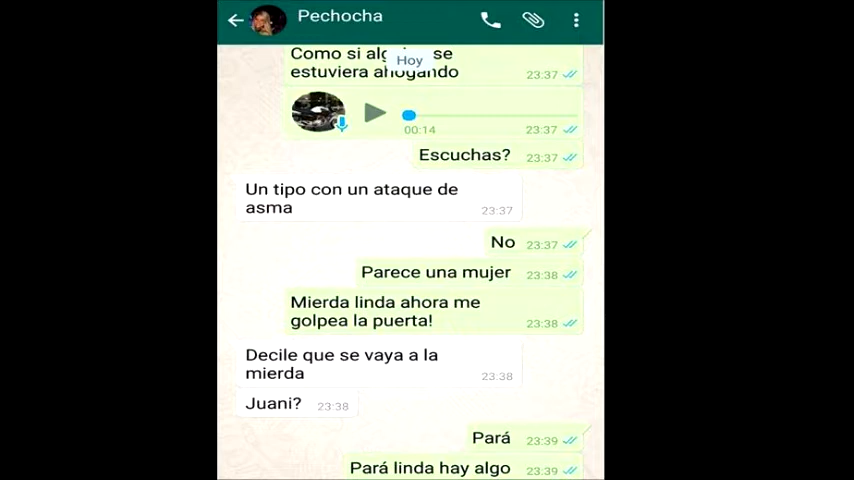 Pechocha
Como si se
Hoy
estuviera ahogando
23:37
00:14
23:37
Escuchas?
23:37
Un tipo con un ataque de
asma
23:37
No
23:37
Parece una mujer
23:38
Mierda linda ahora me
golpea la puerta!
23:38
Decile que se vaya a la
mierda
23:38
Juani?
23:38
Pará
23:39
Pará linda hay algo
23:39